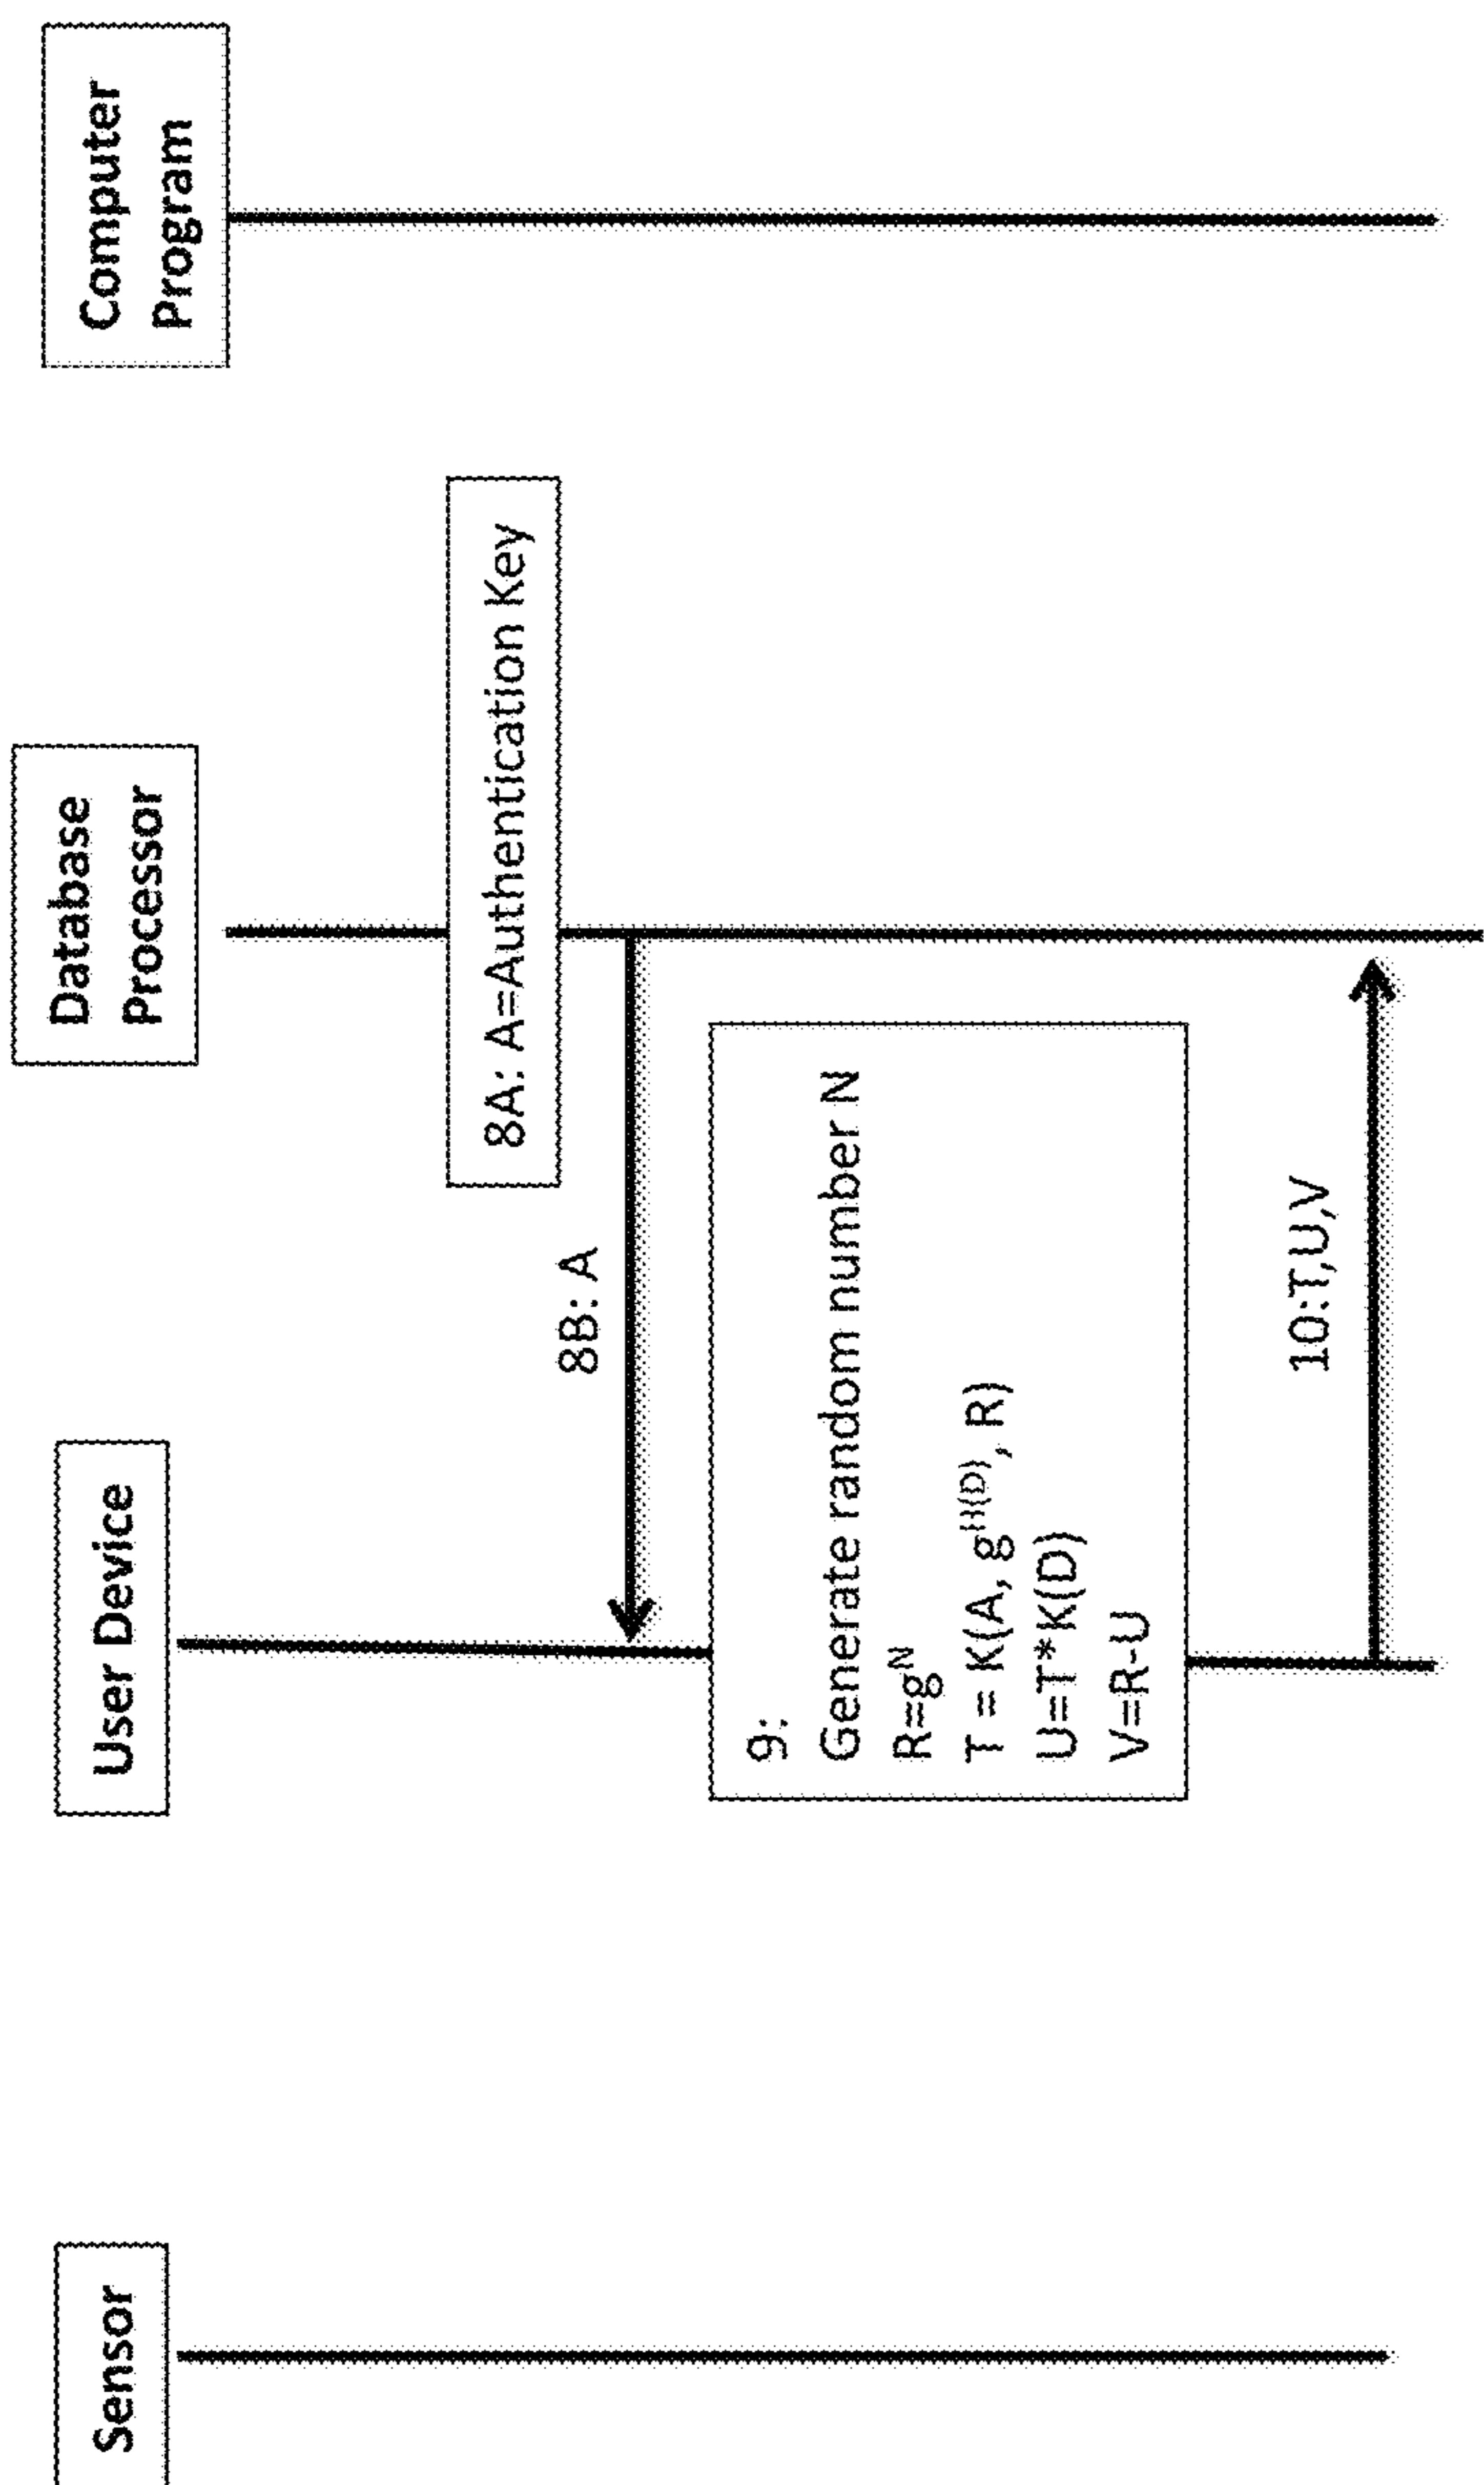 Sensor
User Device
Database
Processor
Computer
Program
8A: A=Authentication Key
8B: A
9:
Generate random number N
R=g^N
T = K(A, g^H(D), R)
U=T*K(D)
V=R-U
10:T,U,V